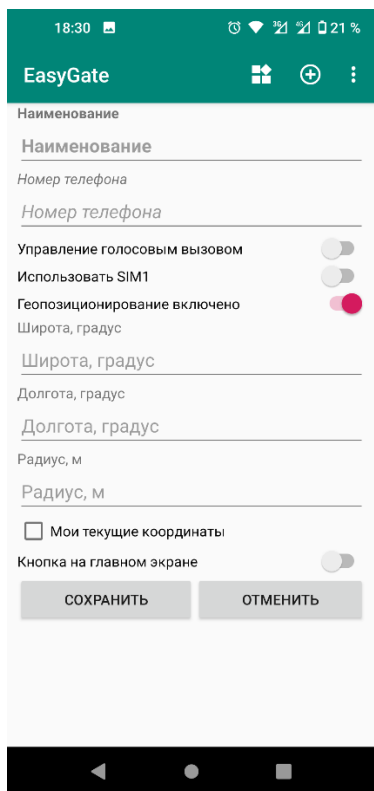 18:30 21 %
EasyGate
Наименование
Наименование
Номер телефона
Номер телефона
Управление голосовым вызовом
Использовать SIM1
Геопозиционирование включено
Широта, градус
Широта, градус
Долгота, градус
Долгота, градус
Радиус, м
Радиус, м
Мои текущие координаты
Кнопка на главном экране
СОХРАНИТЬ ОТМЕНИТЬ